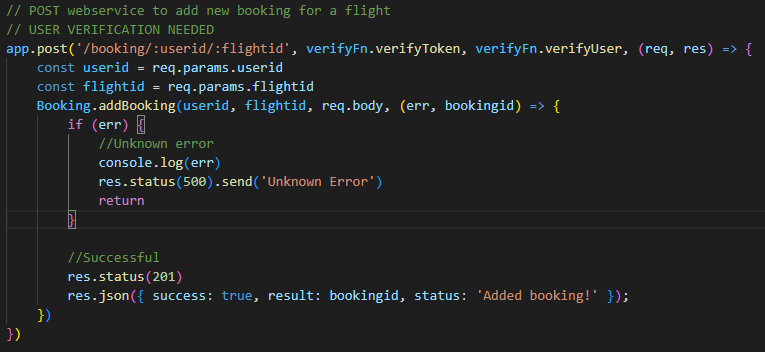 // POST webservice to add new booking for a flight
// USER VERIFICATION NEEDED
app.post('/booking/:userid/:flightid', verifyFn.verifyToken, verifyFn.verifyUser, (req, res) => {
    const userid = req.params.userid
    const flightid = req.params.flightid
    Booking.addBooking(userid, flightid, req.body, (err, bookingid) => {
        if (err) {
            //Unknown error
            console.log(err)
            res.status(500).send('Unknown Error')
            return
        }
        //Successful
        res.status(201)
        res.json({ success: true, result: bookingid, status: 'Added booking!' });
    })
})